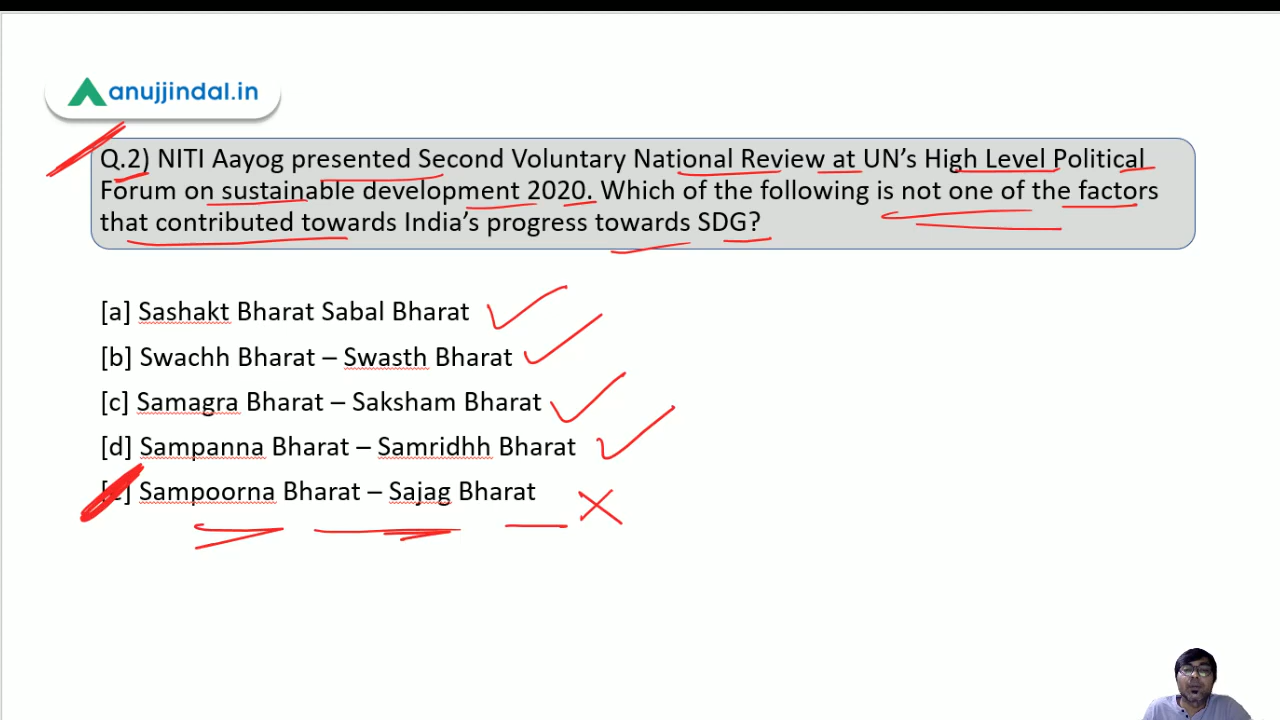 anujjindal.in
Q.2) NITI Aayog presented Second Voluntary National Review at UN's High Level Political
Forum on sustainable development 2020. Which of the following is not one of the factors
that contributed towards India's progress towards SDG?
[a] Sashakt Bharat Sabal Bharat
[b] Swachh Bharat – Swasth Bharat
[c] Samagra Bharat – Saksham Bharat
[d] Sampanna Bharat – Samridhh Bharat
Sampoorna Bharat – Sajag Bharat